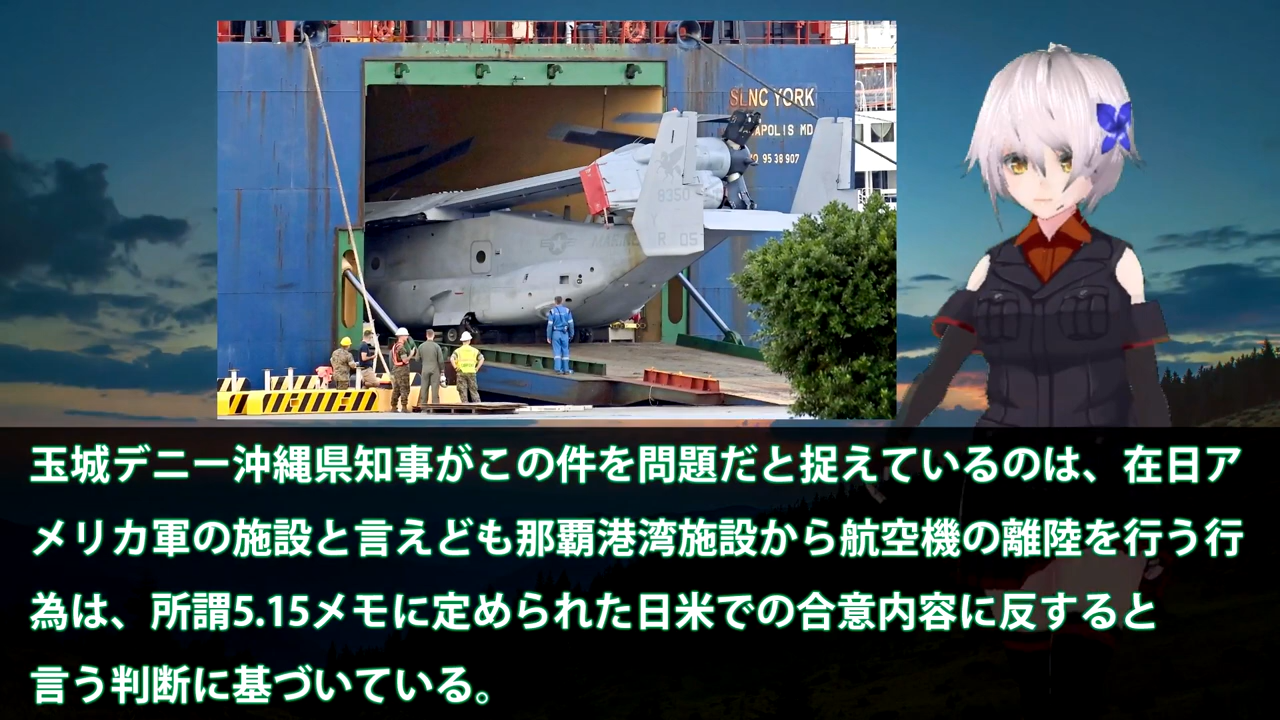 SLNC YORK
APOLIS MD
95 38 907
8350
MARINES
R 05
玉城デニー沖縄県知事がこの件を問題だと捉えているのは、在日ア
メリカ軍の施設と言えども那覇港湾施設から航空機の離陸を行う行
為は、所謂5.15メモに定められた日米での合意内容に反すると
言う判断に基づいている。